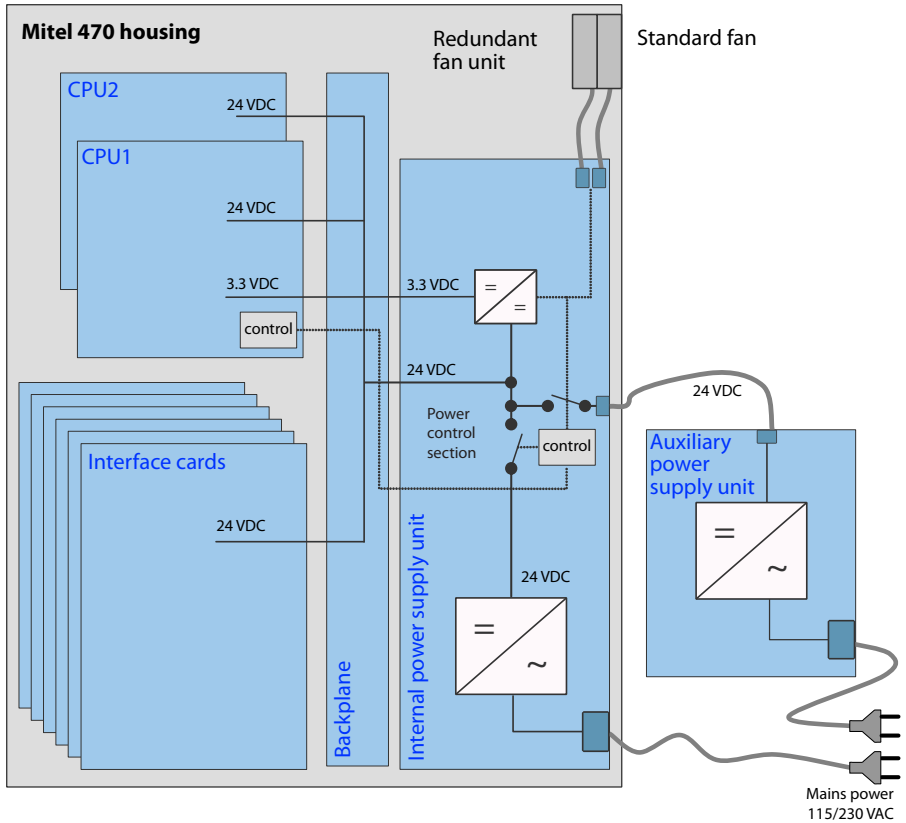 Mitel 470 housing
Redundant
fan unit
Standard fan
CPU2
24 VDC
CPU1
24 VDC
3.3 VDC
3.3 VDC
=
=
control
24 VDC
24 VDC
Power
control
section
control
Auxiliary
power
supply unit
=
~
Interface cards
24 VDC
24 VDC
=
~
Backplane
Internal power supply unit
Mains power
115/230 VAC